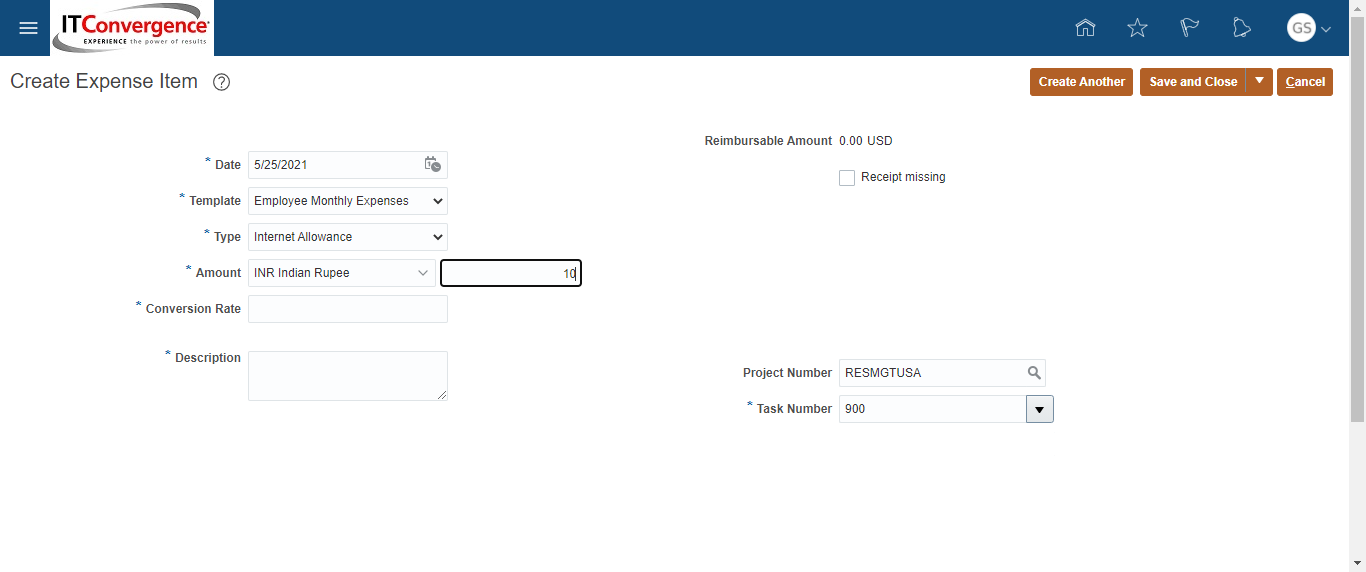 ITConvergence
EXPERIENCE the power of results
GS
Create Expense Item ?
Create Another
Save and Close
Cancel
Reimbursable Amount 0.00 USD
Receipt missing
* Date 5/25/2021
* Template Employee Monthly Expenses
* Type Internet Allowance
* Amount INR Indian Rupee 10
* Conversion Rate
* Description
Project Number RESMGTUSA
* Task Number 900